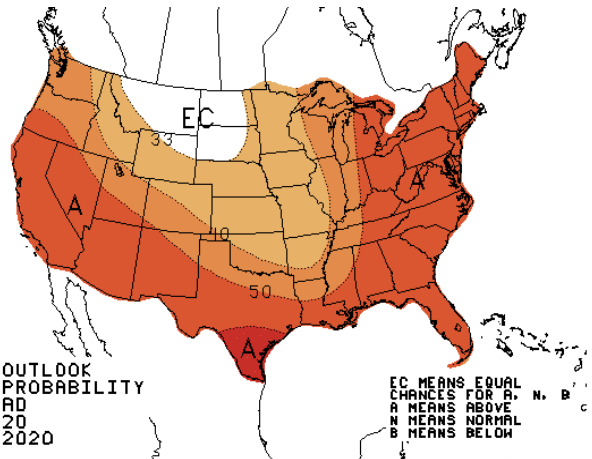 EC
33
A
A
40
50
A
OUTLOOK
PROBABILITY
AD
20
2020
EC MEANS EQUAL
CHANCES FOR A, N, B
A MEANS ABOVE
N MEANS NORMAL
B MEANS BELOW